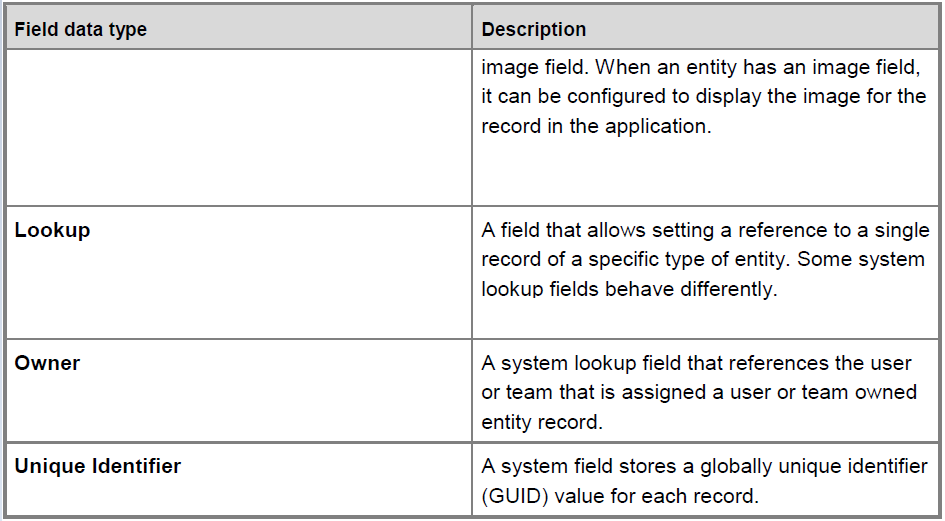 Field data type
Description
image field. When an entity has an image field,
it can be configured to display the image for the
record in the application.
Lookup
A field that allows setting a reference to a single
record of a specific type of entity. Some system
lookup fields behave differently.
Owner
A system lookup field that references the user
or team that is assigned a user or team owned
entity record.
Unique Identifier
A system field stores a globally unique identifier
(GUID) value for each record.